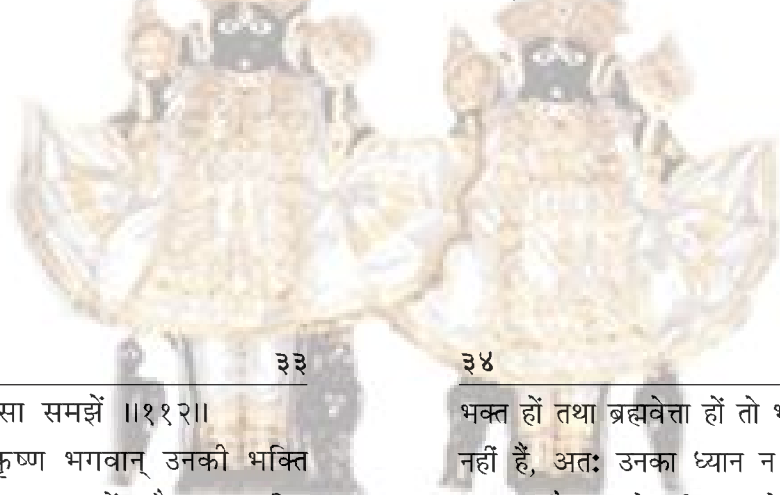 ३३
सा समझें ॥११२॥
कृष्ण भगवान् उनकी भक्ति
३४
भक्त हों तथा ब्रह्मवेत्ता हों तो
नहीं हैं, अतः उनका ध्यान न